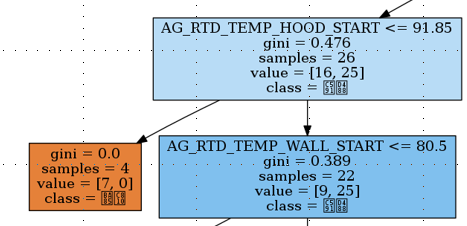 AG_RTD_TEMP_HOOD_START <= 91.85
gini = 0.476
samples = 26
value = [16, 25]
class =
gini = 0.0
samples = 4
value = [7, 0]
class =
AG_RTD_TEMP_WALL_START <= 80.5
gini = 0.389
samples = 22
value = [9, 25]
class =